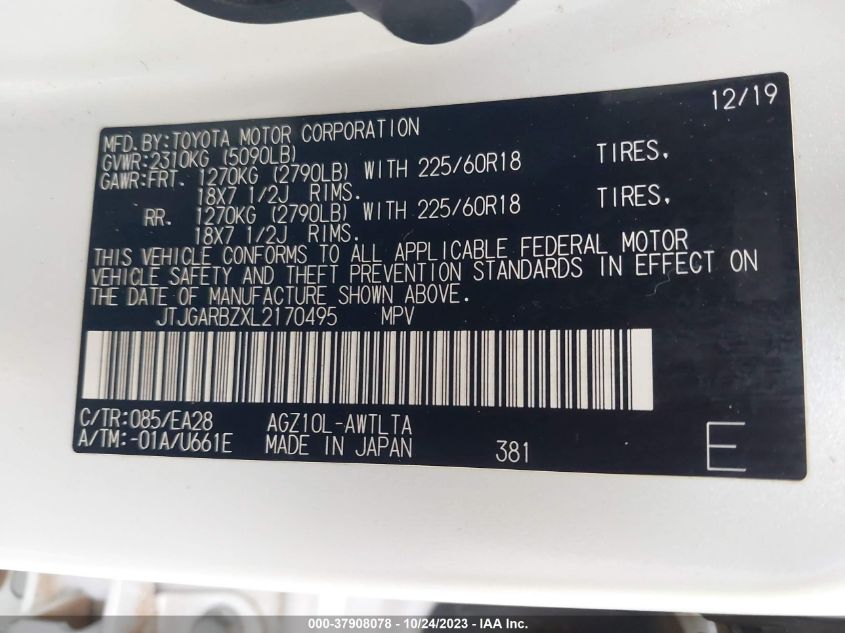 12/19
MFD.BY:TOYOTA MOTOR CORPORATION
GVWR:2310KG (5090LB)
GAWR:FRT. 1270KG (2790LB) WITH 225/60R18 TIRES,
18X7 1/2J RIMS.
RR. 1270KG (2790LB) WITH 225/60R18 TIRES,
18X7 1/2J RIMS.
THIS VEHICLE CONFORMS TO ALL APPLICABLE FEDERAL MOTOR
VEHICLE SAFETY AND THEFT PREVENTION STANDARDS IN EFFECT ON
THE DATE OF MANUFACTURE SHOWN ABOVE.
JTJGARBZXL2170495 MPV
C/TR:085/EA28 AGZ10L-AWTLTA
A/TM:-01A/U661E MADE IN JAPAN 381 E
000-37908078 - 10/24/2023 - IAA Inc.